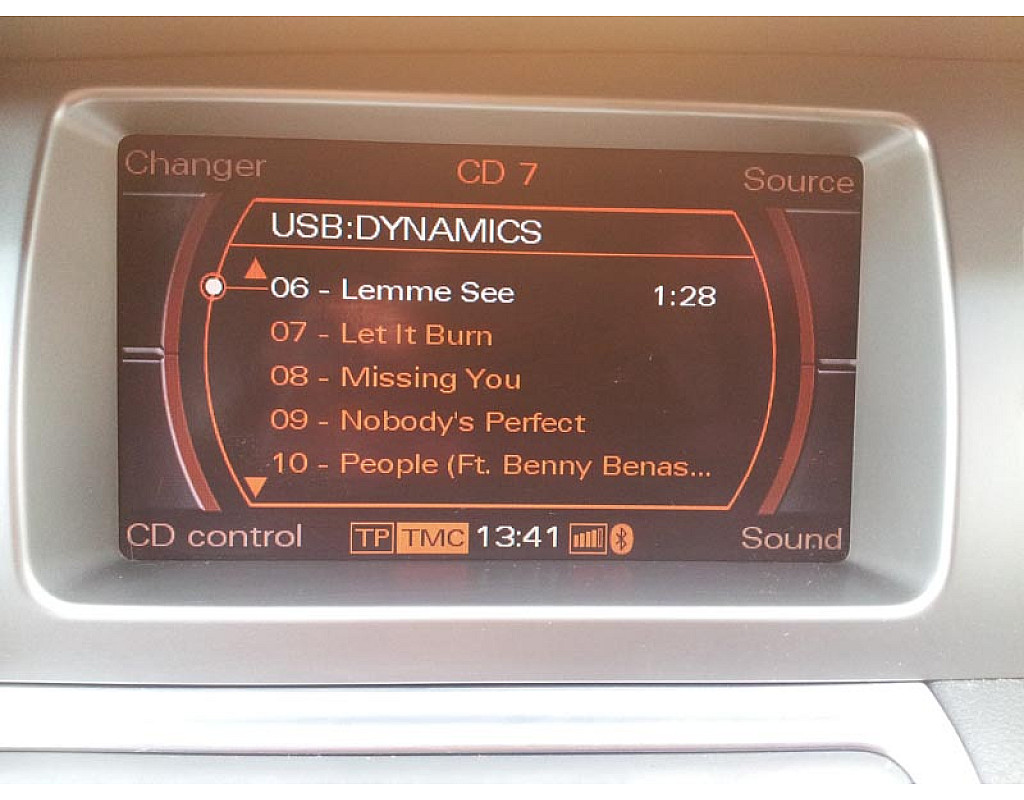 Changer CD 7 Source
USB:DYNAMICS
06 - Lemme See 1:28
07 - Let It Burn
08 - Missing You
09 - Nobody's Perfect
10 - People (Ft. Benny Benas...
CD control TP TMC 13:41 Sound